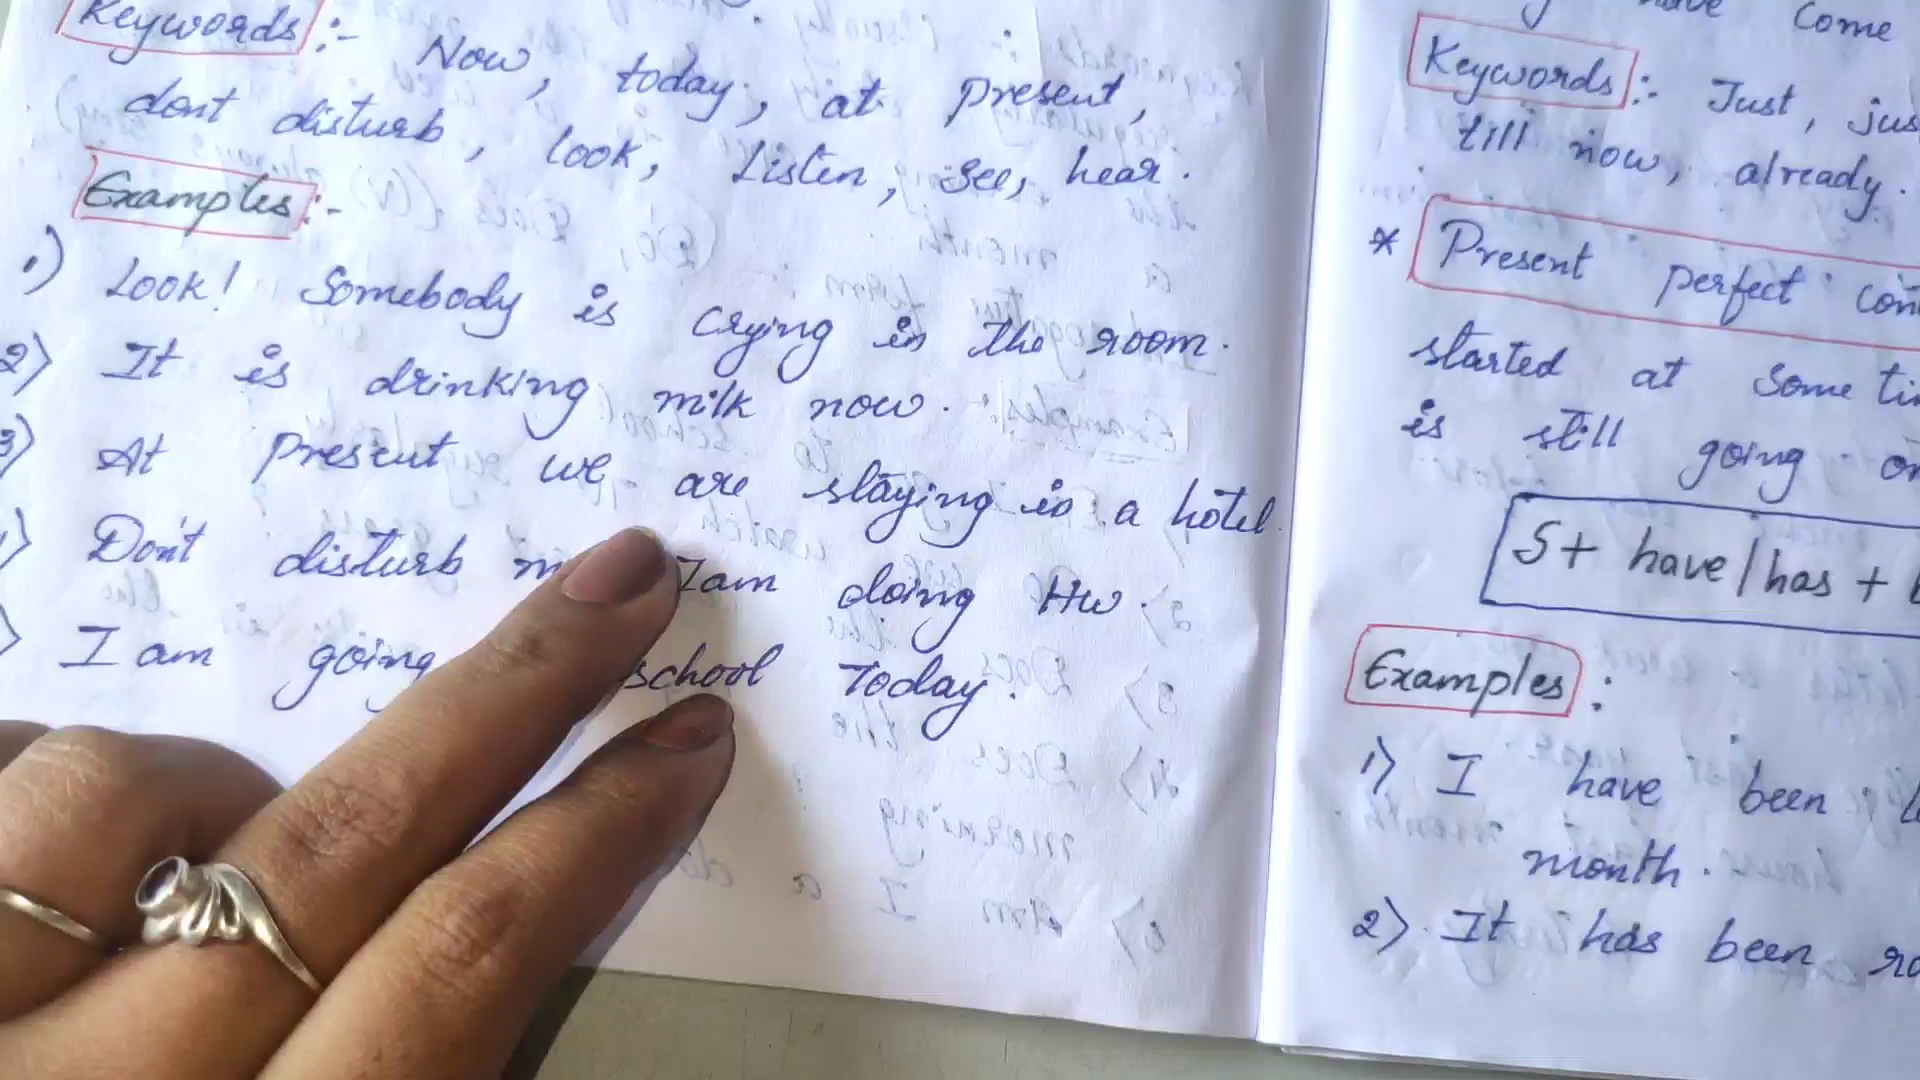 Keywords :- Now, today, at present,
dont disturb, look, Listen, see, hear.
Examples :-
1) Look! Somebody is crying in the room.
2) It is drinking milk now.
3) At present we are staying in a hotel.
Don't disturb I am doing Hw.
I am going school Today.
have come
Keywords :- Just,
till now, already.
* Present perfect
started at some
is still going
S+ have/has +
Examples :
1) I have been
month.
2) It has been